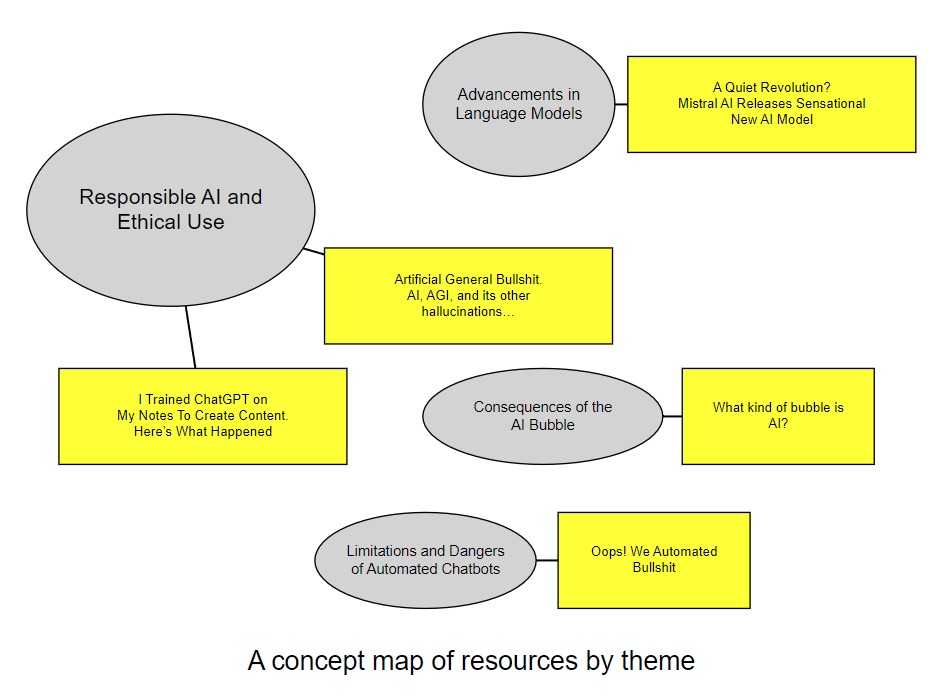 Advancements in
Language Models
A Quiet Revolution?
Mistral AI Releases Sensational
New AI Model
Responsible AI and
Ethical Use
Artificial General Bullshit.
AI, AGI, and its other
hallucinations…
I Trained ChatGPT on
My Notes To Create Content.
Here’s What Happened
Consequences of the
AI Bubble
What kind of bubble is
AI?
Limitations and Dangers
of Automated Chatbots
Oops! We Automated
Bullshit
A concept map of resources by theme